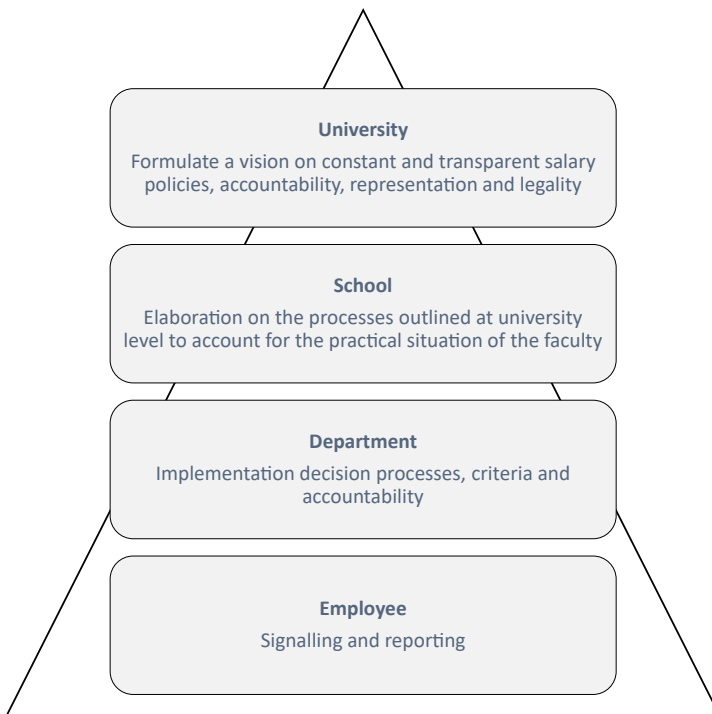 University
Formulate a vision on constant and transparent salary
policies, accountability, representation and legality
School
Elaboration on the processes outlined at university
level to account for the practical situation of the faculty
Department
Implementation decision processes, criteria and
accountability
Employee
Signalling and reporting